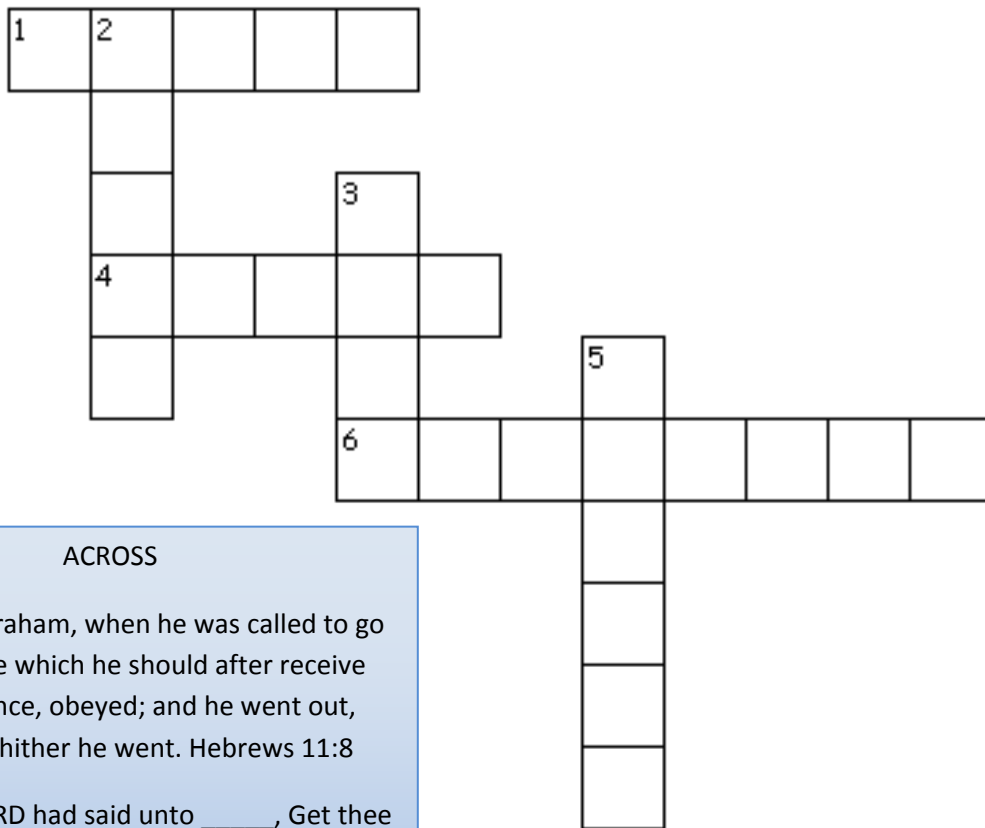 1 2
3
4
5
6
ACROSS
raham, when he was called to go
e which he should after receive
nce, obeyed; and he went out,
hither he went. Hebrews 11:8
RD had said unto _____, Get thee